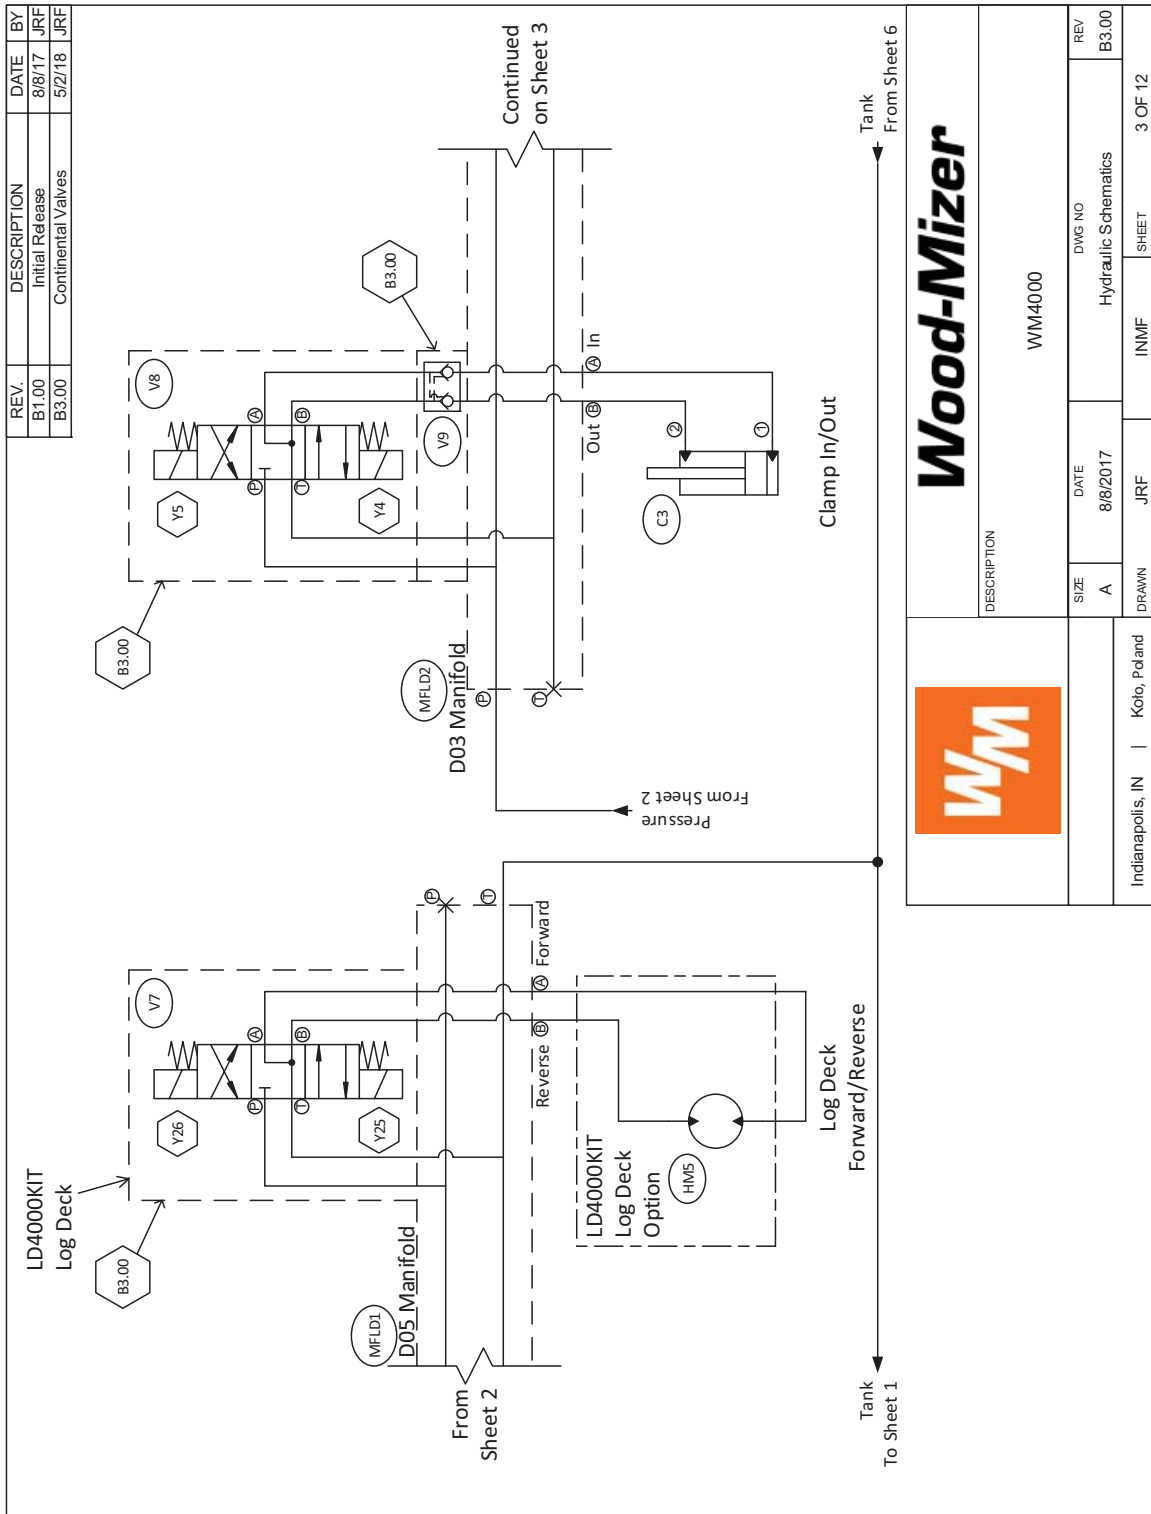 REV. DESCRIPTION DATE BY
B1.00 Initial Release 8/8/17 JRF
B3.00 Continental Valves 5/2/18 JRF
LD4000KIT
Log Deck
B3.00
V7
Y26
Y25
A
B
P
T
MFLD1
D05 Manifold
From
Sheet 2
P
T
Reverse B A Forward
LD4000KIT
Log Deck
Option
HM5
Log Deck
Forward/Reverse
B3.00
V8
Y5
Y4
A
B
P
T
V9
B3.00
MFLD2
D03 Manifold
P
T
Pressure
From Sheet 2
Continued
on Sheet 3
Out B A In
C3
2
1
Clamp In/Out
Tank
To Sheet 1
Tank
From Sheet 6
WM
Indianapolis, IN | Koło, Poland
Wood-Mizer
DESCRIPTION
WM4000
SIZE DATE DWG NO REV
A 8/8/2017 Hydraulic Schematics B3.00
DRAWN JRF INMF SHEET 3 OF 12